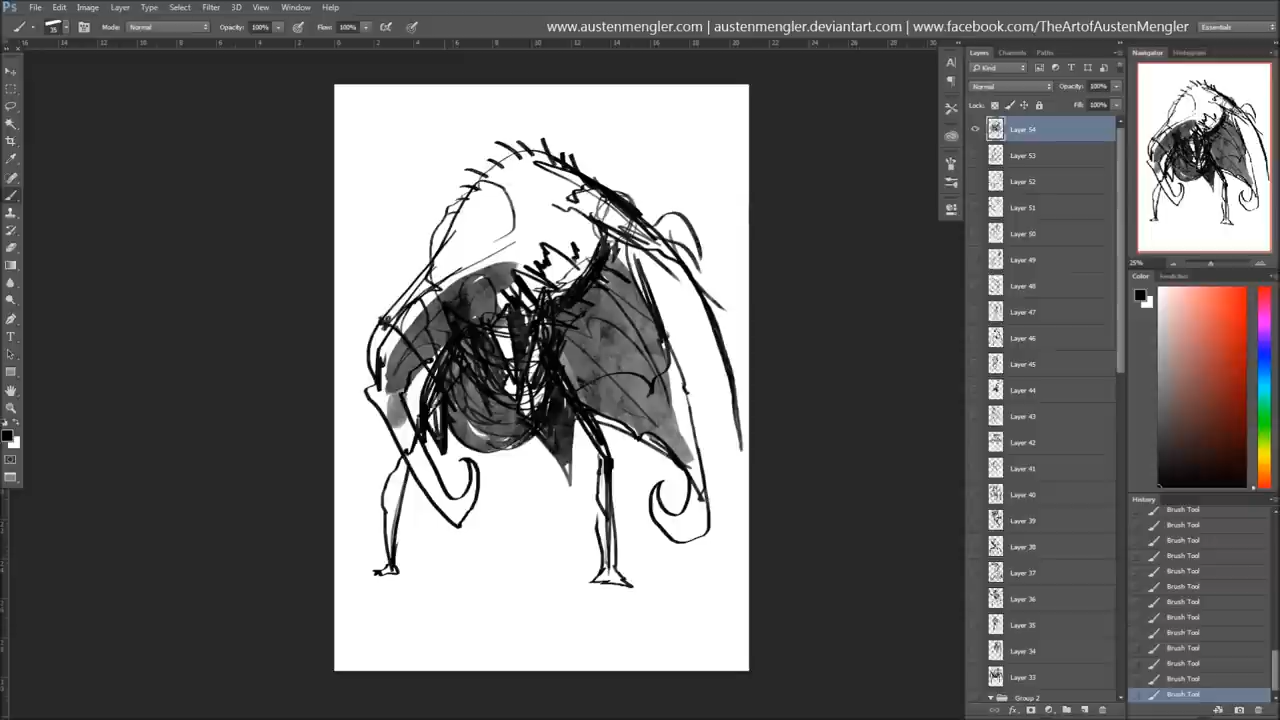 Ps File Edit Image Layer Type Select Filter 3D View Window Help
www.austenmengler.com | austenmengler.deviantart.com | www.facebook.com/TheArtofAustenMengler
35 Mode: Normal Opacity: 100% Flow: 100% Essentials
Layers Channels Paths
Navigator Histogram
Kind
Normal Opacity: 100%
Lock: Fill: 100%
Layer 54
Layer 53
Layer 52
Layer 51
Layer 50
Layer 49
Layer 48
Layer 47
Layer 46
Layer 45
Layer 44
Layer 43
Layer 42
Layer 41
Layer 40
Layer 39
Layer 38
Layer 37
Layer 36
Layer 35
Layer 34
Layer 33
Group 2
25%
Color Swatches
History
Brush Tool
Brush Tool
Brush Tool
Brush Tool
Brush Tool
Brush Tool
Brush Tool
Brush Tool
Brush Tool
Brush Tool
Brush Tool
Brush Tool
Brush Tool